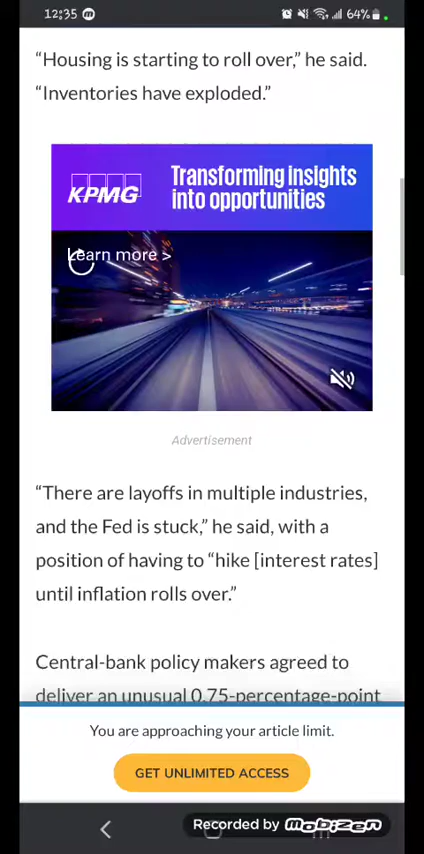 12:35 m 64%
“Housing is starting to roll over,” he said.
“Inventories have exploded.”
KPMG
Transforming insights
into opportunities
Learn more >
Advertisement
“There are layoffs in multiple industries,
and the Fed is stuck,” he said, with a
position of having to “hike [interest rates]
until inflation rolls over.”
Central-bank policy makers agreed to
deliver an unusual 0.75-percentage-point
You are approaching your article limit.
GET UNLIMITED ACCESS
Recorded by mobizen